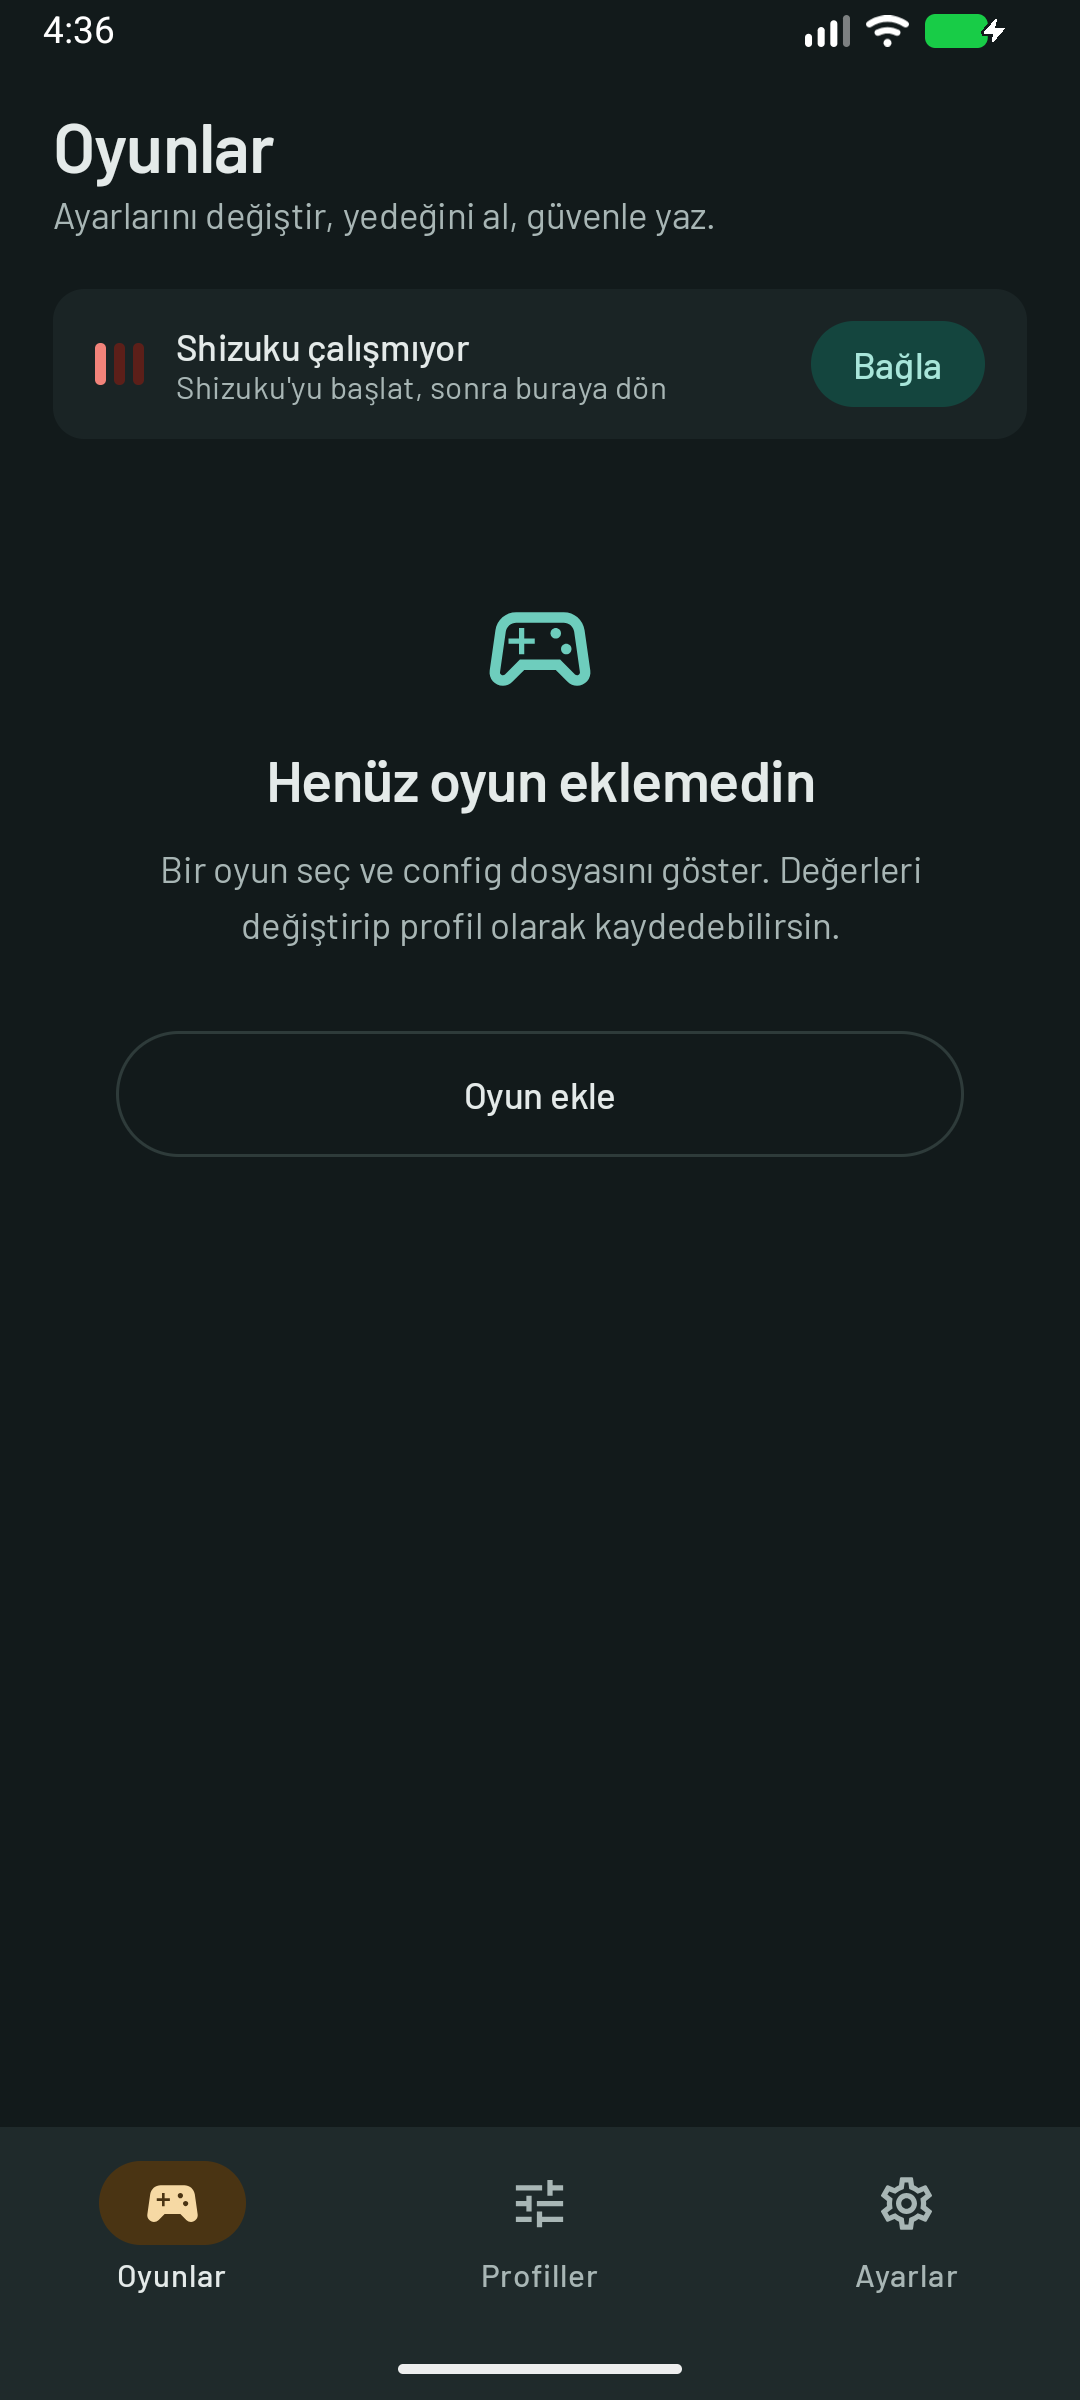 4:36
Oyunlar
Ayarlarını değiştir, yedeğini al, güvenle yaz.
Shizuku çalışmıyor
Shizuku'yu başlat, sonra buraya dön
Bağla
Henüz oyun eklemedin
Bir oyun seç ve config dosyasını göster. Değerleri
değiştirip profil olarak kaydedebilirsin.
Oyun ekle
Oyunlar
Profiller
Ayarlar